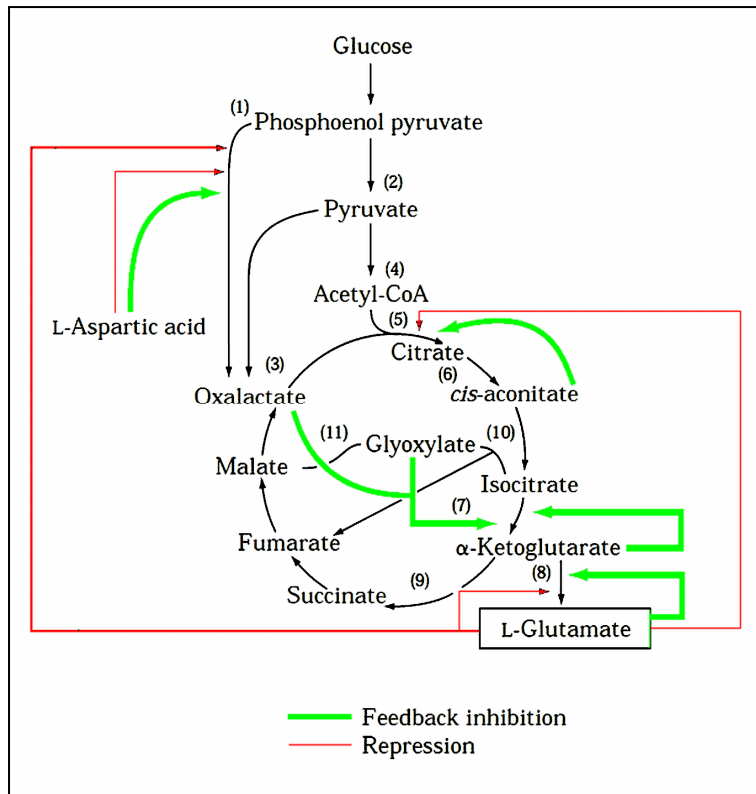 Glucose
(1)
Phosphoenol pyruvate
(2)
Pyruvate
(4)
Acetyl-CoA
L-Aspartic acid
(5)
Citrate
(3)
(6)
cis-aconitate
Oxalactate
(11)
Glyoxylate
(10)
Malate
Isocitrate
(7)
Fumarate
α-Ketoglutarate
(8)
(9)
Succinate
L-Glutamate
Feedback inhibition
Repression